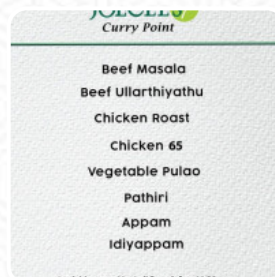 Curry Point
Beef Masala
Beef Ullarthiyathu
Chicken Roast
Chicken 65
Vegetable Pulao
Pathiri
Appam
Idiyappam